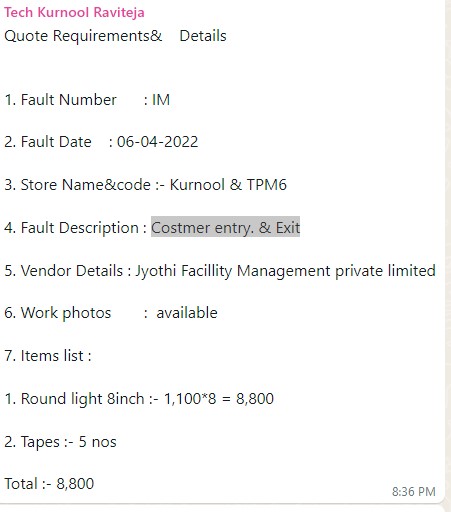 Tech Kurnool Raviteja
Quote Requirements& Details
1. Fault Number : IM
2. Fault Date : 06-04-2022
3. Store Name&code :- Kurnool & TPM6
4. Fault Description : Costmer entry. & Exit
5. Vendor Details : Jyothi Facillity Management private limited
6. Work photos : available
7. Items list :
1. Round light 8inch :- 1,100*8 = 8,800
2. Tapes :- 5 nos
Total :- 8,800
8:36 PM